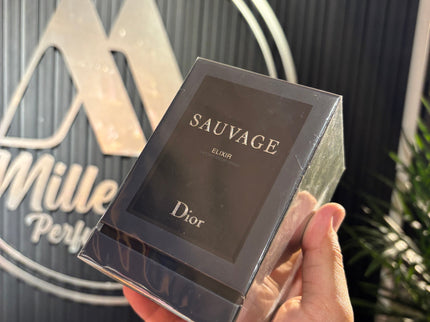 SAUVAGE
ELIXIR
Dior
Mille
Perf